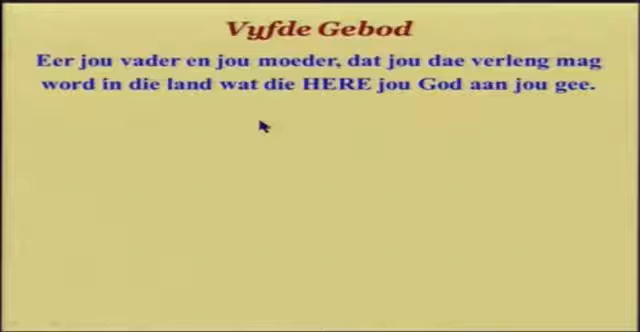 Vyfde Gebod
Eer jou vader en jou moeder, dat jou dae verleng mag
word in die land wat die HERE jou God aan jou gee.